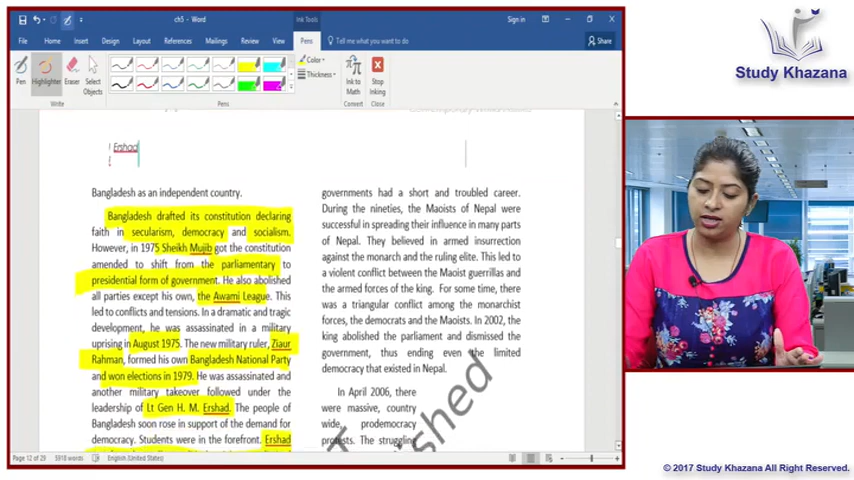 ch5 - Word
Ink Tools
Sign in
File
Home
Insert
Design
Layout
References
Mailings
Review
View
Pens
Tell me what you want to do
Share
Pen
Highlighter
Eraser
Select Objects
Color
Thickness
Ink to Math
Stop Inking
Write
Pens
Convert
Close
Study Khazana
Ershad
Bangladesh as an independent country.
Bangladesh drafted its constitution declaring
faith in secularism, democracy and socialism.
However, in 1975 Sheikh Mujib got the constitution
amended to shift from the parliamentary to
presidential form of government. He also abolished
all parties except his own, the Awami League. This
led to conflicts and tensions. In a dramatic and tragic
development, he was assassinated in a military
uprising in August 1975. The new military ruler, Ziaur
Rahman, formed his own Bangladesh National Party
and won elections in 1979. He was assassinated and
another military takeover followed under the
leadership of Lt Gen H. M. Ershad. The people of
Bangladesh soon rose in support of the demand for
democracy. Students were in the forefront. Ershad
governments had a short and troubled career.
During the nineties, the Maoists of Nepal were
successful in spreading their influence in many parts
of Nepal. They believed in armed insurrection
against the monarch and the ruling elite. This led to
a violent conflict between the Maoist guerrillas and
the armed forces of the king. For some time, there
was a triangular conflict among the monarchist
forces, the democrats and the Maoists. In 2002, the
king abolished the parliament and dismissed the
government, thus ending even the limited
democracy that existed in Nepal.
In April 2006, there
were massive, country
wide, prodemocracy
protests. The struggling
Page 12 of 29
5918 words
English (United States)
© 2017 Study Khazana All Right Reserved.